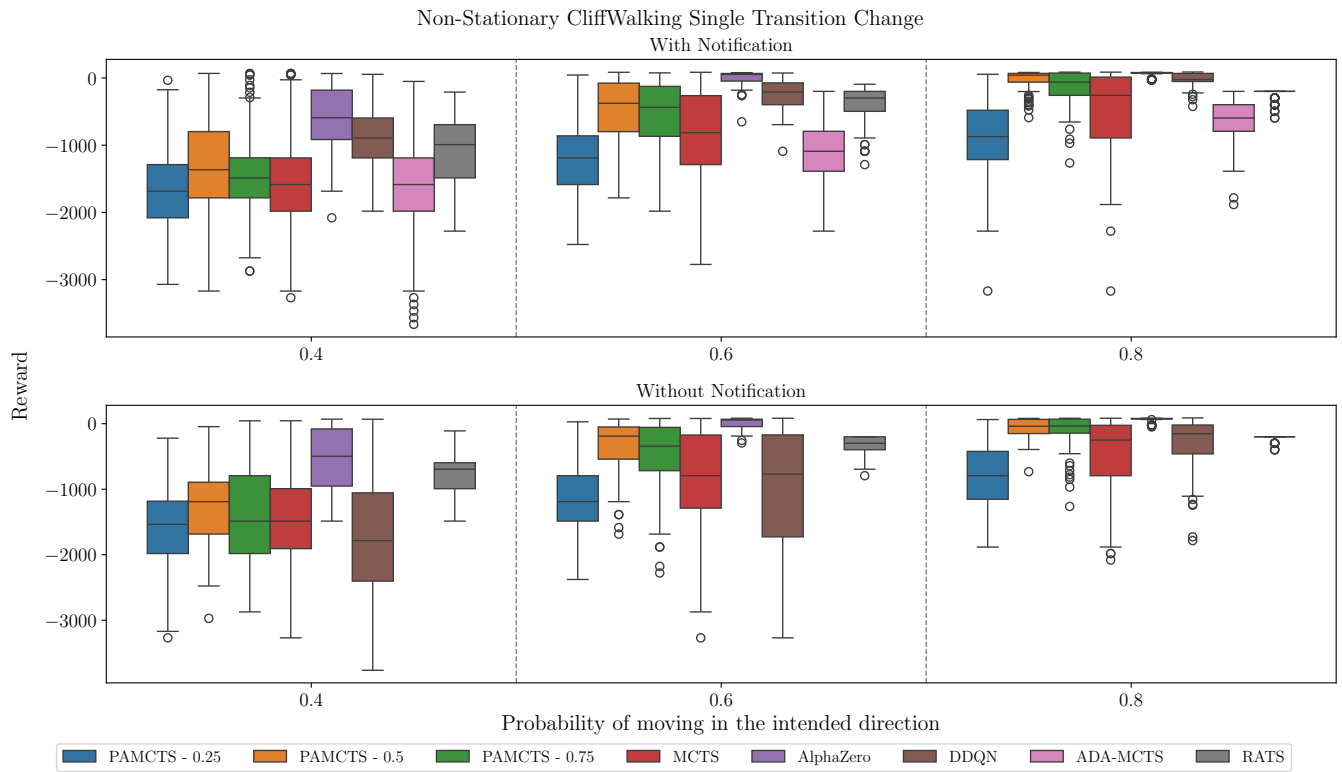 Non-Stationary CliffWalking Single Transition Change
With Notification
0
−1000
−2000
−3000
0.4
0.6
0.8
Reward
Without Notification
0
−1000
−2000
−3000
0.4
0.6
0.8
Probability of moving in the intended direction
PAMCTS - 0.25 PAMCTS - 0.5 PAMCTS - 0.75 MCTS AlphaZero DDQN ADA-MCTS RATS